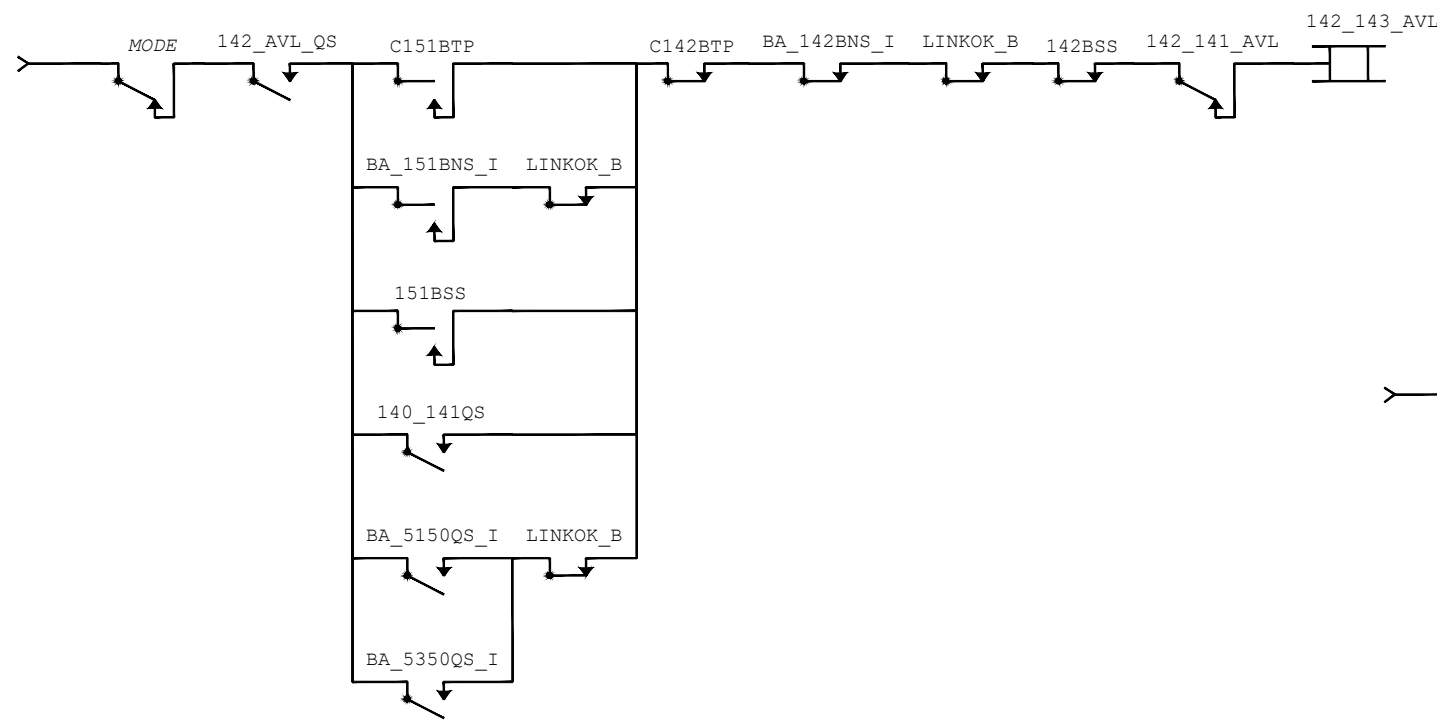 142_143_AVL
MODE 142_AVL_QS C151BTP C142BTP BA_142BNS_I LINKOK_B 142BSS 142_141_AVL
BA_151BNS_I LINKOK_B
151BSS
140_141QS
BA_5150QS_I LINKOK_B
BA_5350QS_I